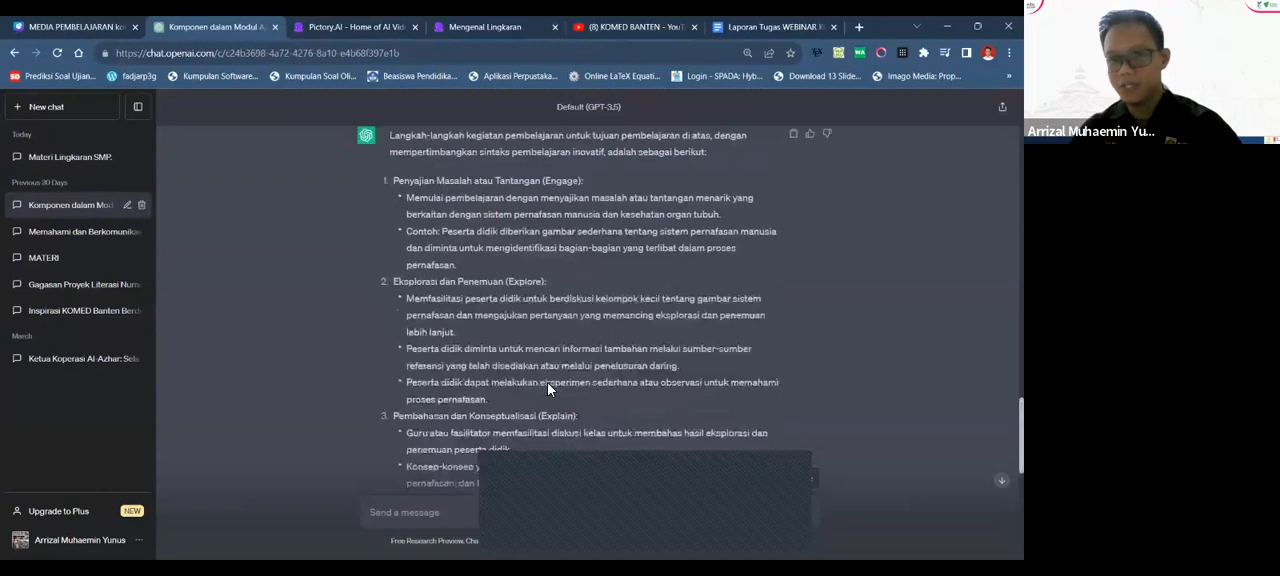 MEDIA PEMBELAJARAN ko
Komponen dalam Modul A
Pictory.AI - Home of AI Vide
Mengenal Lingkaran
(8) KOMED BANTEN - YouT
Laporan Tugas WEBINAR K
https://chat.openai.com/c/c24b3698-4a72-4276-8a10-e4b68f397e1b
Prediksi Soal Ujian...
fadjarp3g
Kumpulan Software...
Kumpulan Soal Oli...
Beasiswa Pendidika...
Aplikasi Perpustaka...
Online LaTeX Equati...
Login - SPADA: Hyb...
Download 13 Slide...
Imago Media: Prop...
New chat
Default (GPT-3.5)
Today
Materi Lingkaran SMP.
Previous 30 Days
Komponen dalam Mod
Memahami dan Berkomunika
MATERI
Gagasan Proyek Literasi Num
Inspirasi KOMED Banten Berd
March
Ketua Koperasi Al-Azhar: Sela
Upgrade to Plus
NEW
Arrizal Muhaemin Yunus
Langkah-langkah kegiatan pembelajaran untuk tujuan pembelajaran di atas, dengan
mempertimbangkan sintaks pembelajaran inovatif, adalah sebagai berikut:
1. Penyajian Masalah atau Tantangan (Engage):
• Memulai pembelajaran dengan menyajikan masalah atau tantangan menarik yang
berkaitan dengan sistem pernafasan manusia dan kesehatan organ tubuh.
• Contoh: Peserta didik diberikan gambar sederhana tentang sistem pernafasan manusia
dan diminta untuk mengidentifikasi bagian-bagian yang terlibat dalam proses
pernafasan.
2. Eksplorasi dan Penemuan (Explore):
• Memfasilitasi peserta didik untuk berdiskusi kelompok kecil tentang gambar sistem
pernafasan dan mengajukan pertanyaan yang memancing eksplorasi dan penemuan
lebih lanjut.
• Peserta didik diminta untuk mencari informasi tambahan melalui sumber-sumber
referensi yang telah disediakan atau melalui penelusuran daring.
• Peserta didik dapat melakukan eksperimen sederhana atau observasi untuk memahami
proses pernafasan.
3. Pembahasan dan Konseptualisasi (Explain):
• Guru atau fasilitator memfasilitasi diskusi kelas untuk membahas hasil eksplorasi dan
penemuan peserta didik.
• Konsep-konsep y
pernafasan, dan
Send a message
Free Research Preview. Cha
Arrizal Muhaemin Yu...